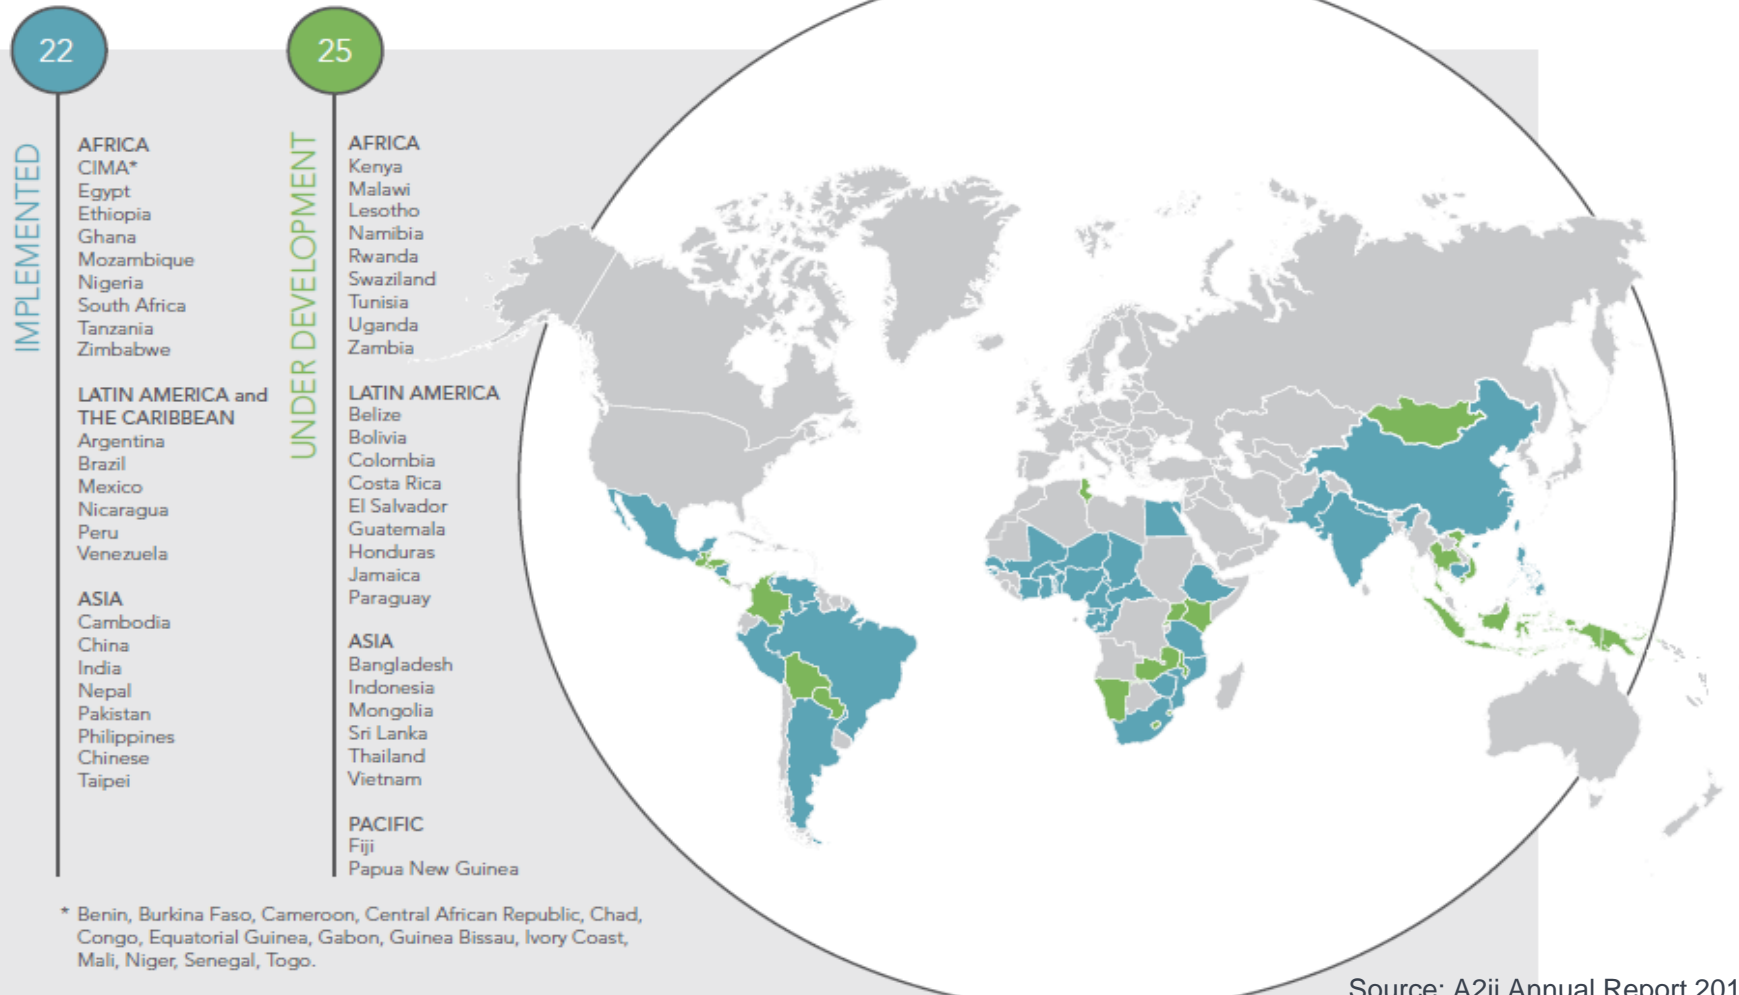 22
IMPLEMENTED
AFRICA
CIMA*
Egypt
Ethiopia
Ghana
Mozambique
Nigeria
South Africa
Tanzania
Zimbabwe
LATIN AMERICA and
THE CARIBBEAN
Argentina
Brazil
Mexico
Nicaragua
Peru
Venezuela
ASIA
Cambodia
China
India
Nepal
Pakistan
Philippines
Chinese
Taipei
25
UNDER DEVELOPMENT
AFRICA
Kenya
Malawi
Lesotho
Namibia
Rwanda
Swaziland
Tunisia
Uganda
Zambia
LATIN AMERICA
Belize
Bolivia
Colombia
Costa Rica
El Salvador
Guatemala
Honduras
Jamaica
Paraguay
ASIA
Bangladesh
Indonesia
Mongolia
Sri Lanka
Thailand
Vietnam
PACIFIC
Fiji
Papua New Guinea
* Benin, Burkina Faso, Cameroon, Central African Republic, Chad,
Congo, Equatorial Guinea, Gabon, Guinea Bissau, Ivory Coast,
Mali, Niger, Senegal, Togo.
Source: A2ii Annual Report 201